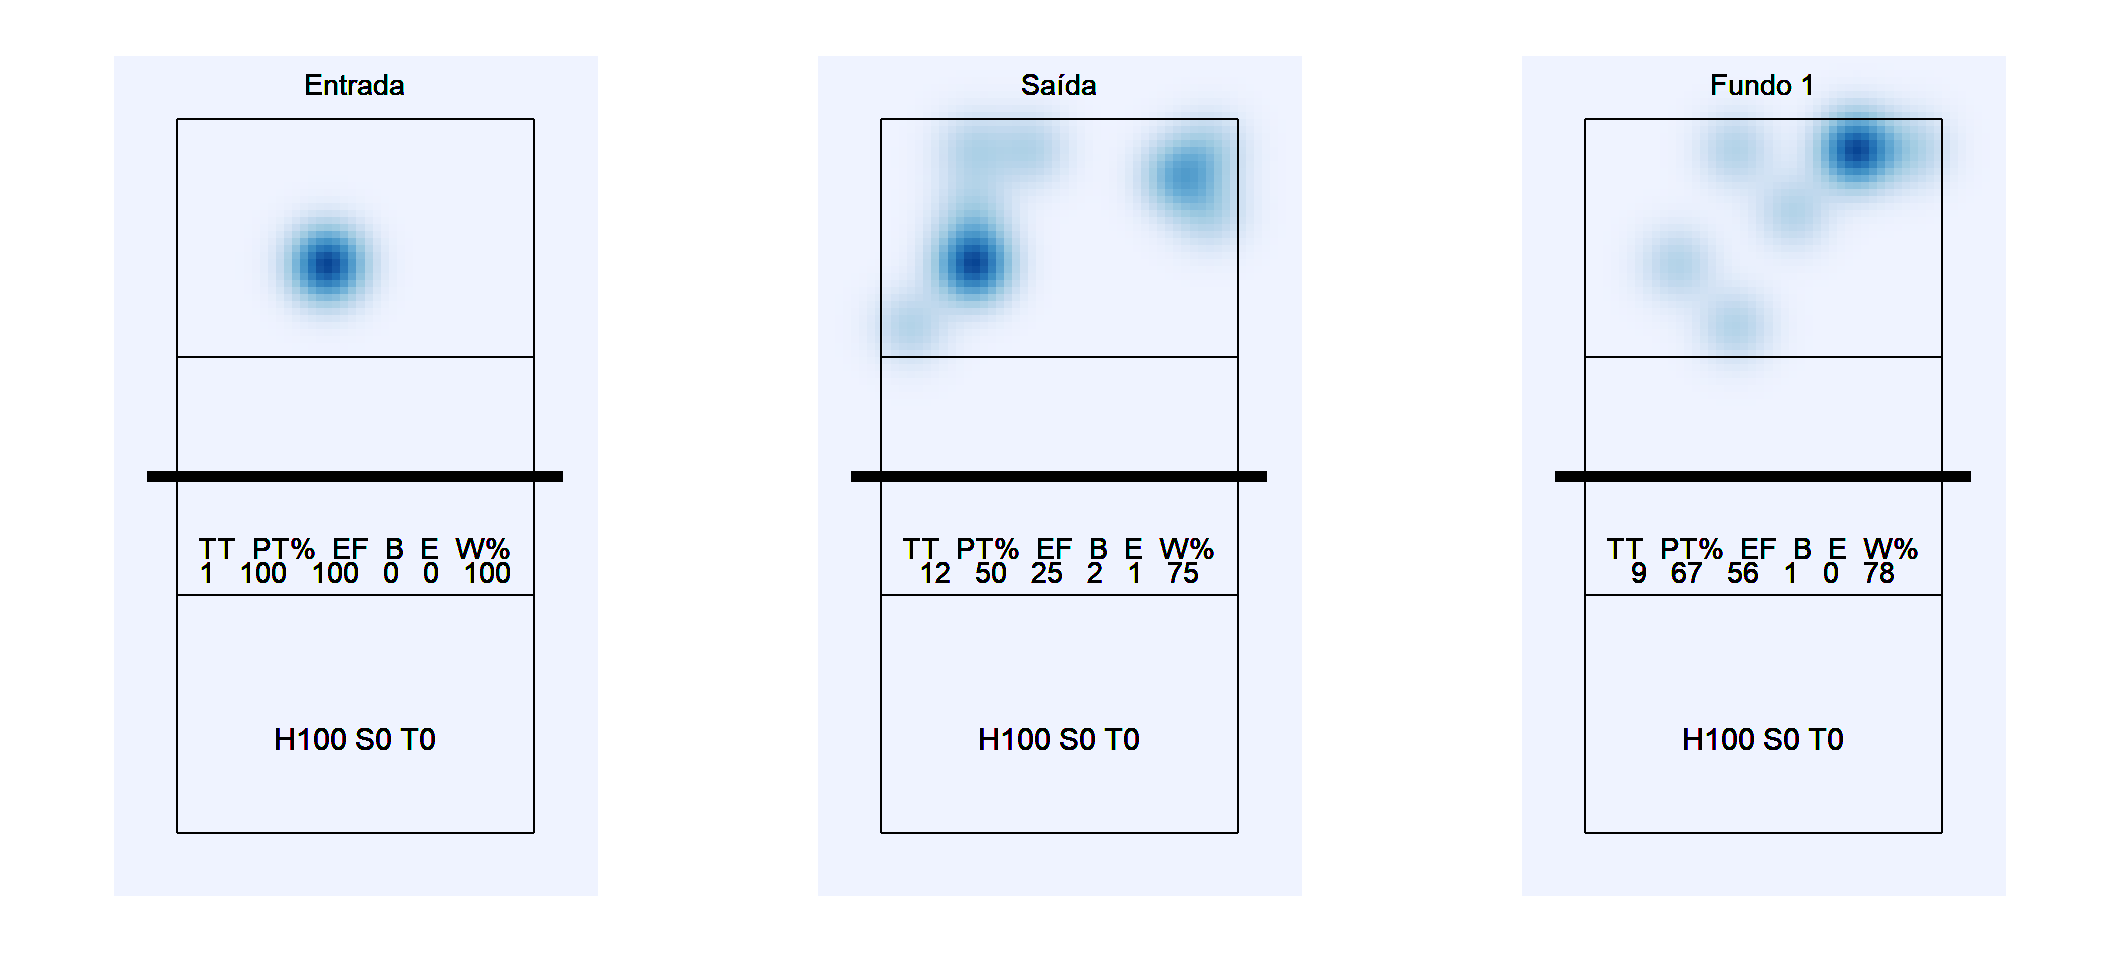 Entrada
TT PT% EF B E W%
1 100 100 0 0 100
H100 S0 T0
Saída
TT PT% EF B E W%
12 50 25 2 1 75
H100 S0 T0
Fundo 1
TT PT% EF B E W%
9 67 56 1 0 78
H100 S0 T0